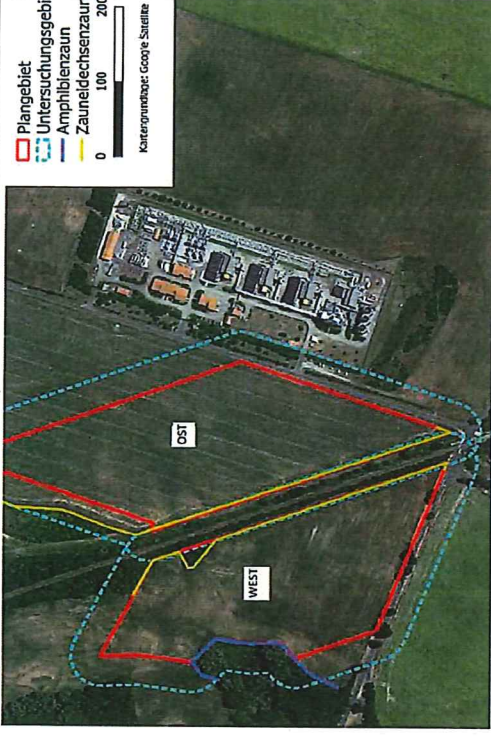 Plangebiet
Untersuchungsgebi
Amphibienzaun
Zauneidechsenzaun
0 100 200
Kartengrundlage: Google Satellite
OST
WEST